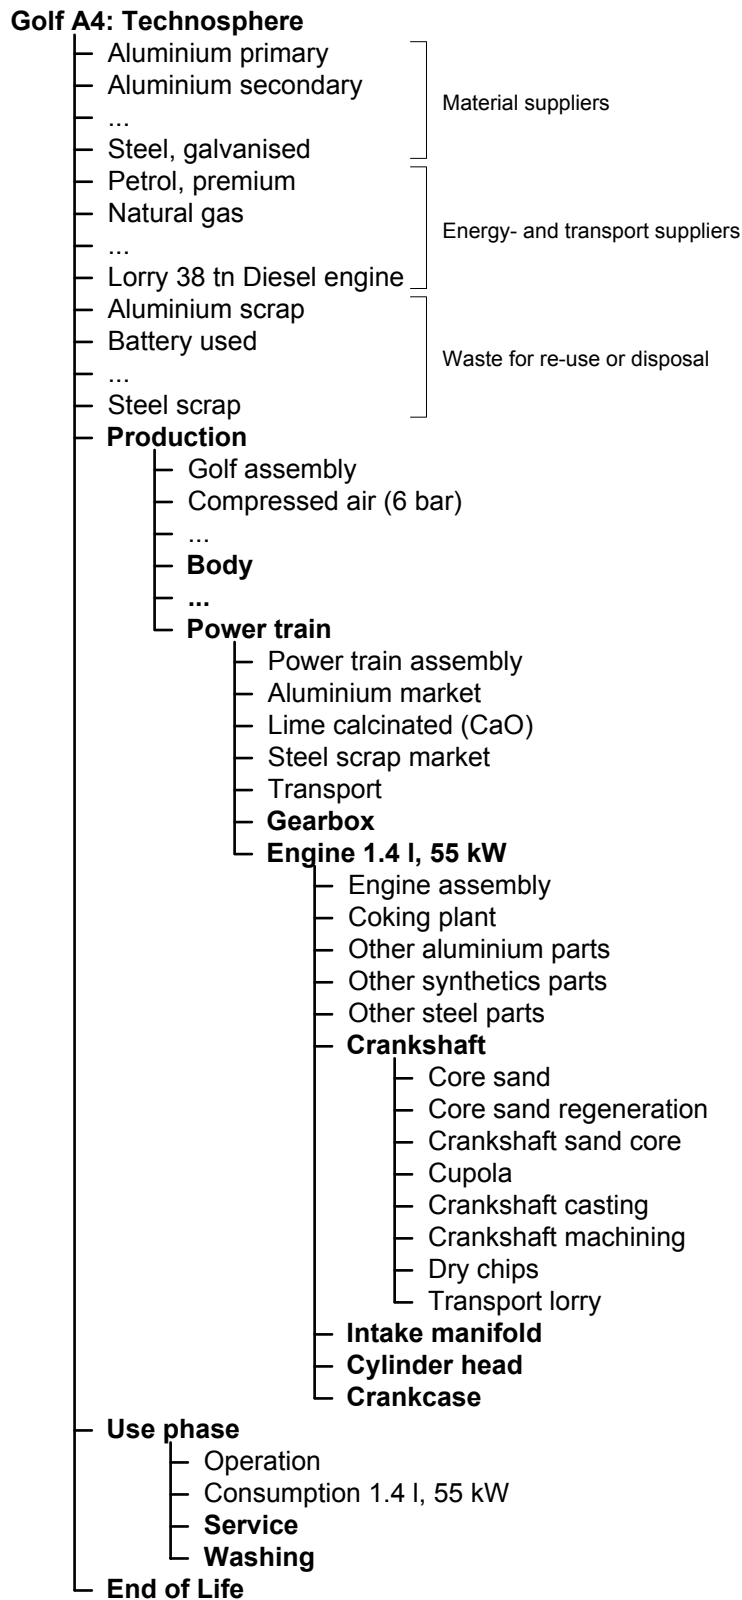 Golf A4: Technosphere
Aluminium primary
Aluminium secondary
...
Steel, galvanised
Material suppliers
Petrol, premium
Natural gas
...
Lorry 38 tn Diesel engine
Energy- and transport suppliers
Aluminium scrap
Battery used
...
Steel scrap
Waste for re-use or disposal
Production
Golf assembly
Compressed air (6 bar)
...
Body
...
Power train
Power train assembly
Aluminium market
Lime calcinated (CaO)
Steel scrap market
Transport
Gearbox
Engine 1.4 l, 55 kW
Engine assembly
Coking plant
Other aluminium parts
Other synthetics parts
Other steel parts
Crankshaft
Core sand
Core sand regeneration
Crankshaft sand core
Cupola
Crankshaft casting
Crankshaft machining
Dry chips
Transport lorry
Intake manifold
Cylinder head
Crankcase
Use phase
Operation
Consumption 1.4 l, 55 kW
Service
Washing
End of Life